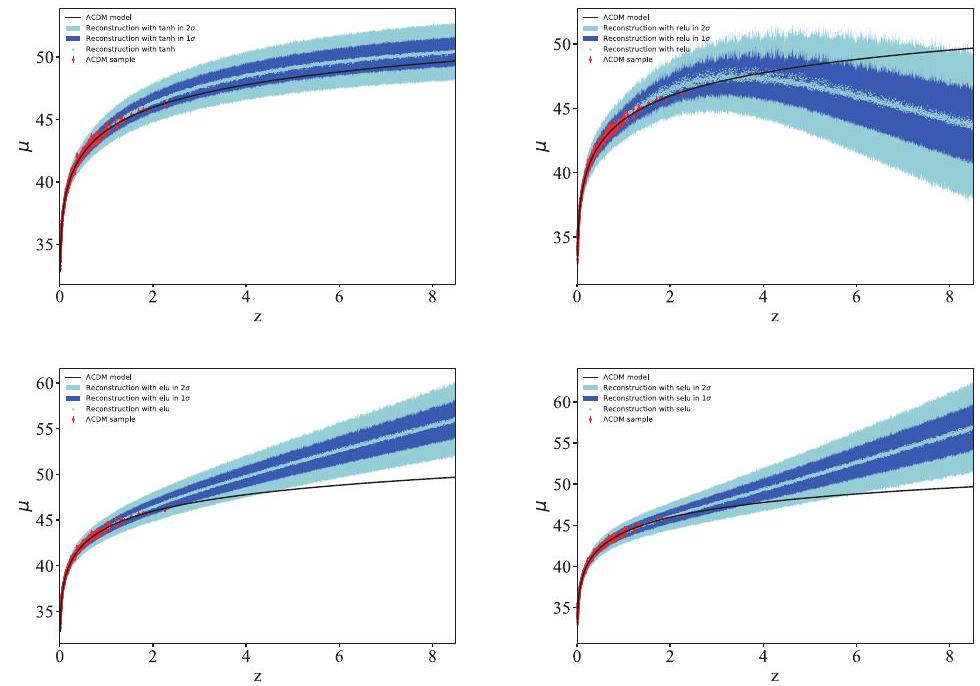 ΛCDM model
Reconstruction with tanh in 2σ
Reconstruction with tanh in 1σ
Reconstruction with tanh
ΛCDM sample
50
45
40
35
μ
0 2 4 6 8
z
ΛCDM model
Reconstruction with relu in 2σ
Reconstruction with relu in 1σ
Reconstruction with relu
ΛCDM sample
50
45
40
35
μ
0 2 4 6 8
z
ΛCDM model
Reconstruction with elu in 2σ
Reconstruction with elu in 1σ
Reconstruction with elu
ΛCDM sample
60
55
50
45
40
35
μ
0 2 4 6 8
z
ΛCDM model
Reconstruction with selu in 2σ
Reconstruction with selu in 1σ
Reconstruction with selu
ΛCDM sample
60
55
50
45
40
35
μ
0 2 4 6 8
z